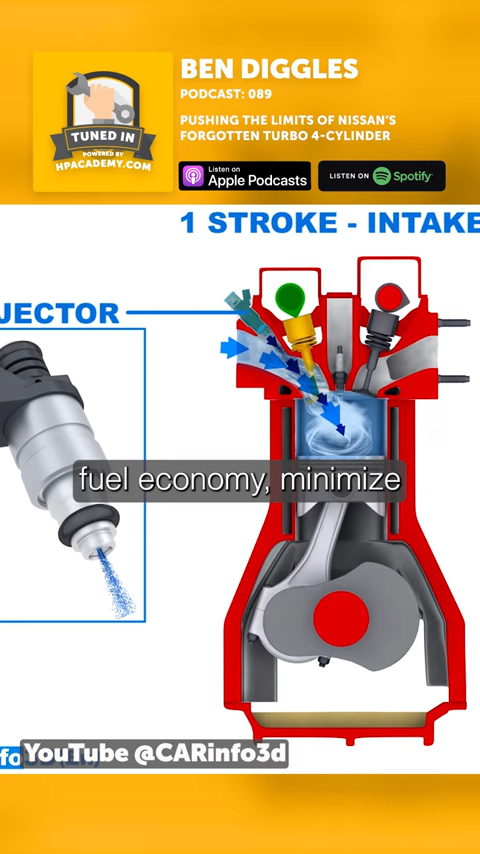 BEN DIGGLES
PODCAST: 089
PUSHING THE LIMITS OF NISSAN'S
FORGOTTEN TURBO 4-CYLINDER
TUNED IN
POWERED BY
HPACADEMY.COM
Listen on
Apple Podcasts
LISTEN ON Spotify
1 STROKE - INTAKE
JECTOR
fuel economy, minimize
YouTube @CARinfo3d